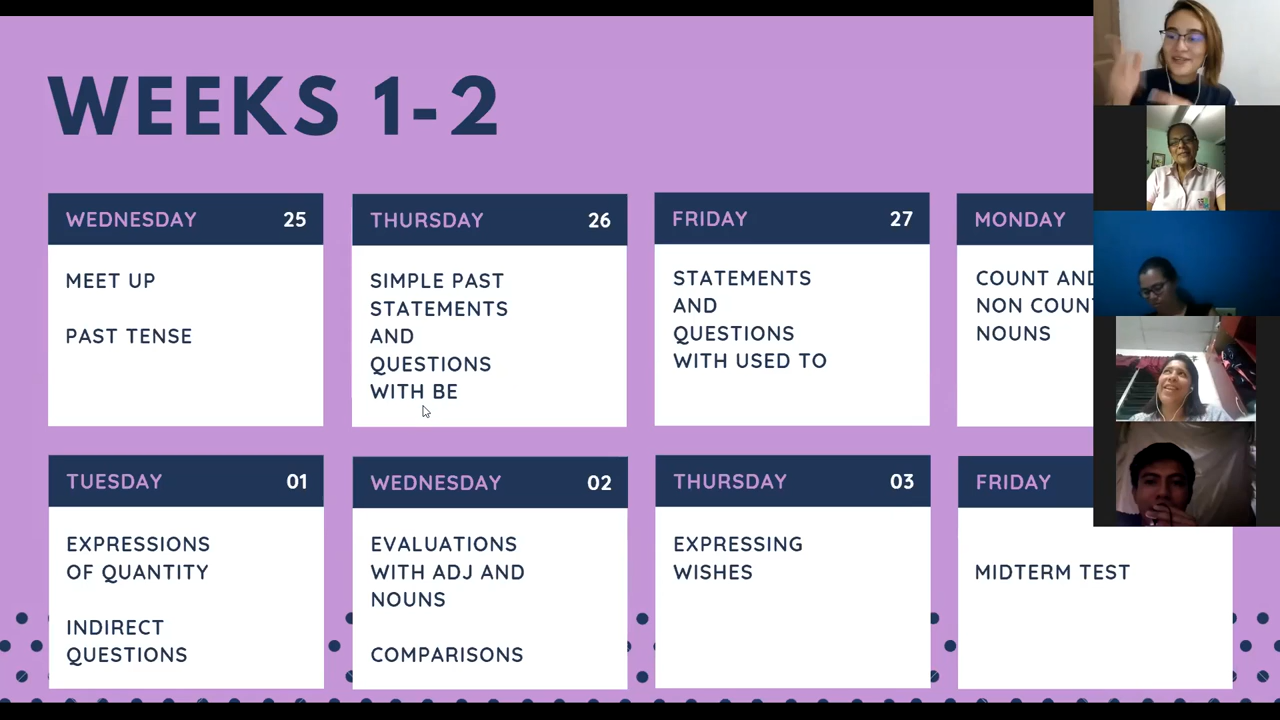 WEEKS 1-2
WEDNESDAY 25
MEET UP
PAST TENSE
THURSDAY 26
SIMPLE PAST
STATEMENTS
AND
QUESTIONS
WITH BE
FRIDAY 27
STATEMENTS
AND
QUESTIONS
WITH USED TO
MONDAY
COUNT AND
NON COUN
NOUNS
TUESDAY 01
EXPRESSIONS
OF QUANTITY
INDIRECT
QUESTIONS
WEDNESDAY 02
EVALUATIONS
WITH ADJ AND
NOUNS
COMPARISONS
THURSDAY 03
EXPRESSING
WISHES
FRIDAY
MIDTERM TEST